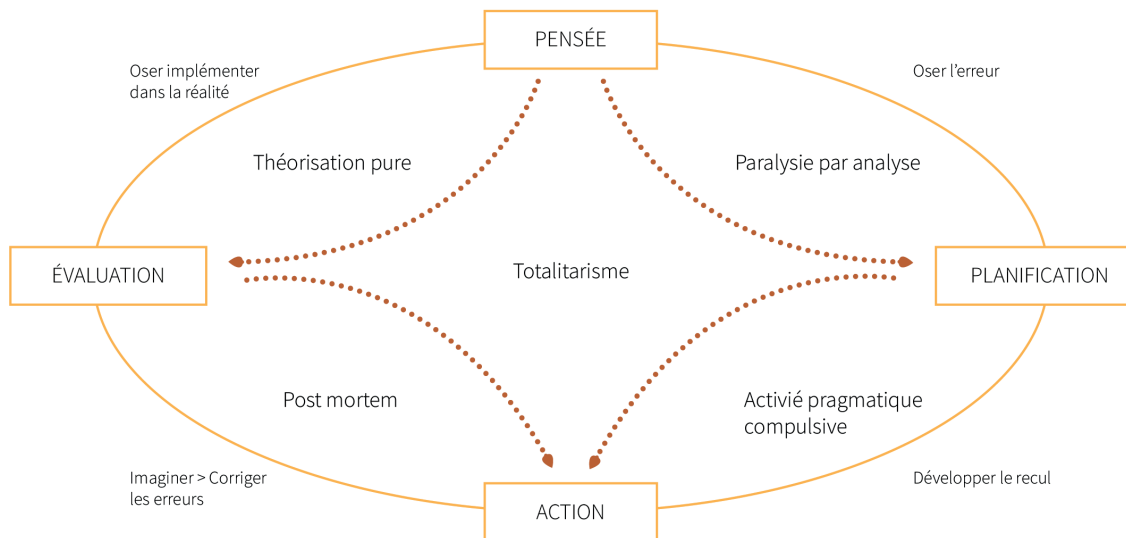 PENSÉE
Oser implémenter
dans la réalité
Oser l’erreur
Théorisation pure
Paralysie par analyse
ÉVALUATION
Totalitarisme
PLANIFICATION
Post mortem
Activié pragmatique
compulsive
Imaginer > Corriger
les erreurs
Développer le recul
ACTION